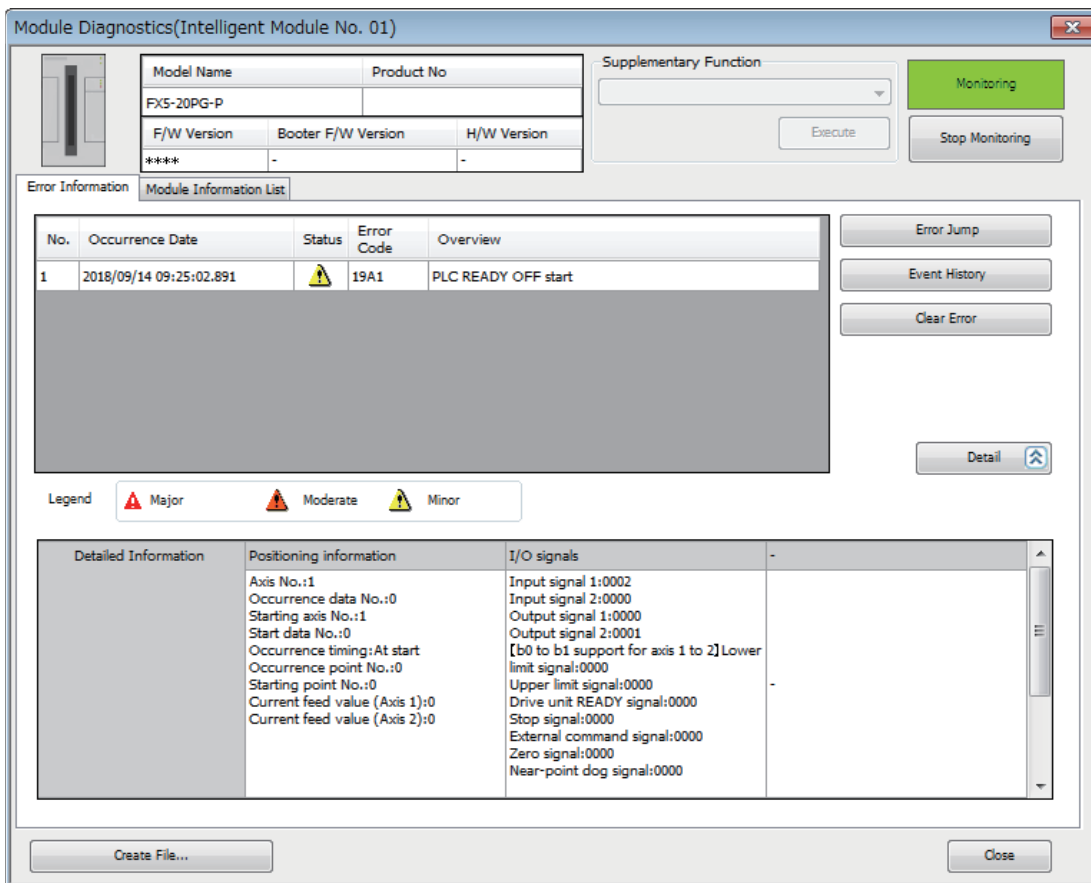 Module Diagnostics(Intelligent Module No. 01)
Model Name Product No
FX5-20PG-P
F/W Version Booter F/W Version H/W Version
**** - -
Supplementary Function
Execute
Monitoring
Stop Monitoring
Error Information Module Information List
No. Occurrence Date Status Error Code Overview
1 2018/09/14 09:25:02.891 19A1 PLC READY OFF start
Error Jump
Event History
Clear Error
Detail
Legend Major Moderate Minor
Detailed Information Positioning information I/O signals -
Axis No.:1
Occurrence data No.:0
Starting axis No.:1
Start data No.:0
Occurrence timing:At start
Occurrence point No.:0
Starting point No.:0
Current feed value (Axis 1):0
Current feed value (Axis 2):0
Input signal 1:0002
Input signal 2:0000
Output signal 1:0000
Output signal 2:0001
【b0 to b1 support for axis 1 to 2】Lower
limit signal:0000
Upper limit signal:0000
Drive unit READY signal:0000
Stop signal:0000
External command signal:0000
Zero signal:0000
Near-point dog signal:0000
-
Create File...
Close